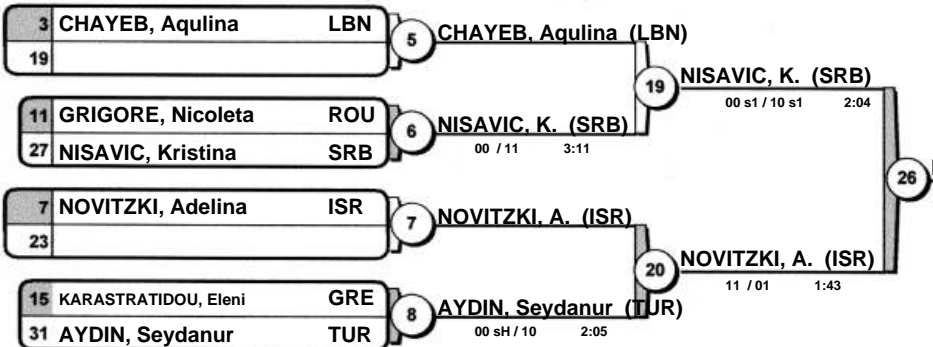 3 CHAYEB, Aqulina LBN
19
5 CHAYEB, Aqulina (LBN)
11 GRIGORE, Nicoleta ROU
27 NISAVIC, Kristina SRB
6 NISAVIC, K. (SRB)
00 / 11 3:11
19 NISAVIC, K. (SRB)
00 s1 / 10 s1 2:04
7 NOVITZKI, Adelina ISR
23
7 NOVITZKI, A. (ISR)
15 KARASTRATIDOU, Eleni GRE
31 AYDIN, Seydanur TUR
8 AYDIN, Seydanur (TUR)
00 sH / 10 2:05
20 NOVITZKI, A. (ISR)
11 / 01 1:43
26